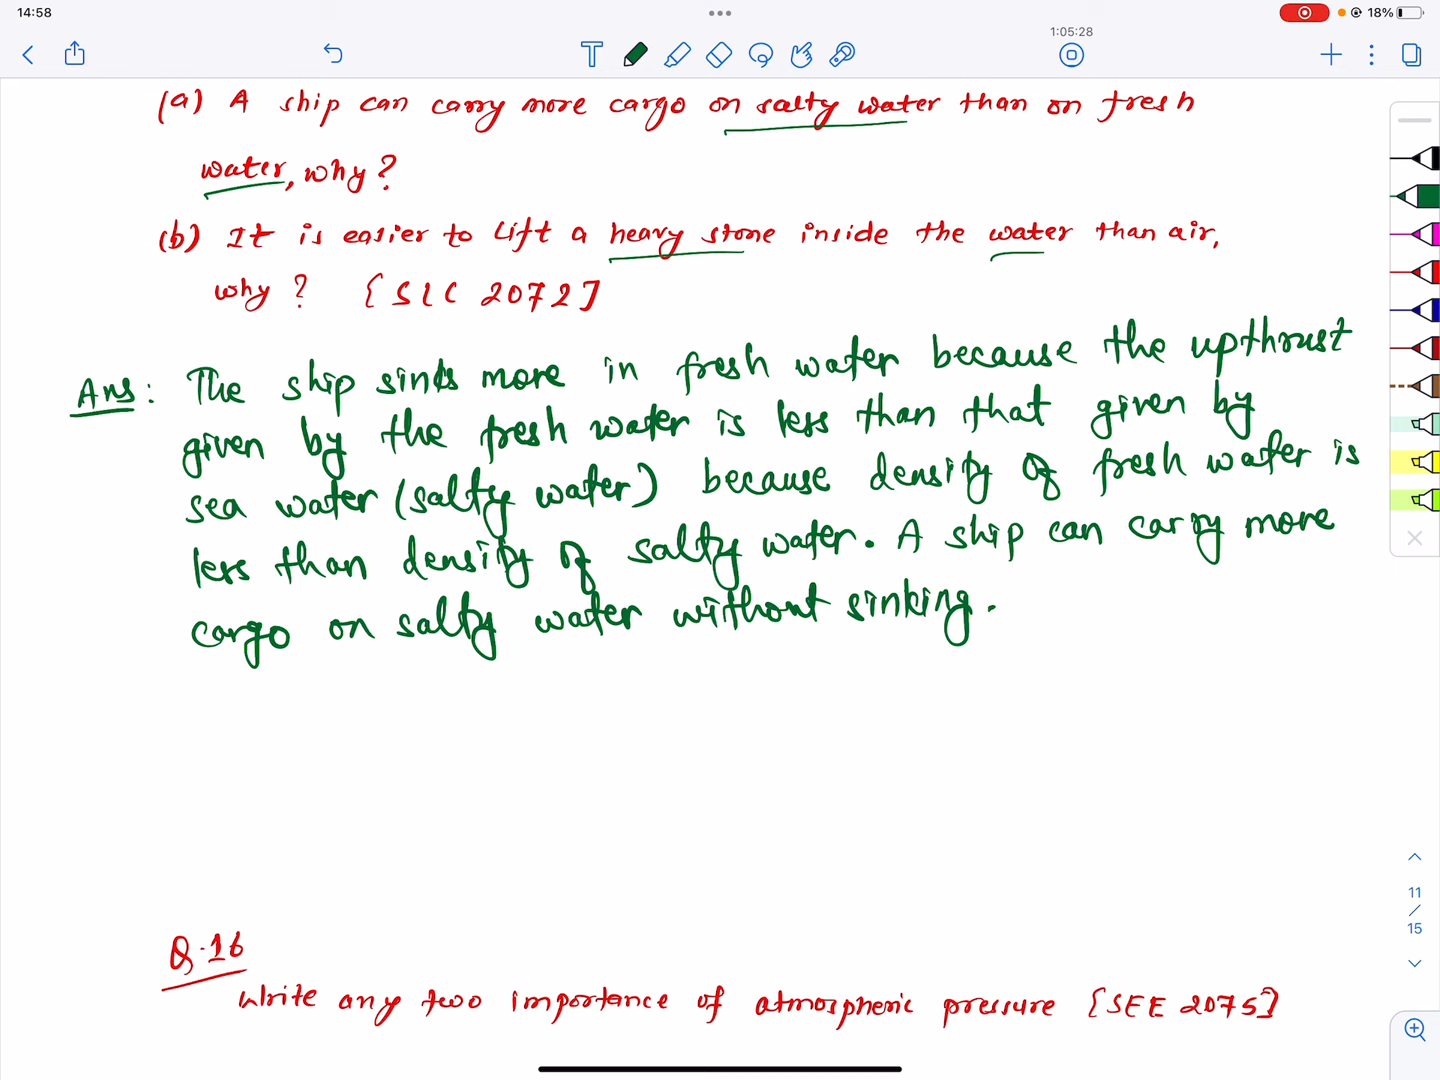 14:58
1:05:28
18%
(a) A ship can carry more cargo on salty water than on fresh
water, why?
(b) It is easier to lift a heavy stone inside the water than air,
why? [SLC 2072]
Ans: The ship sinks more in fresh water because the upthrust
given by the fresh water is less than that given by
sea water (salty water) because density of fresh water is
less than density of salty water. A ship can carry more
cargo on salty water without sinking.
11
/
15
Q.16
Write any two importance of atmospheric pressure [SEE 2075]